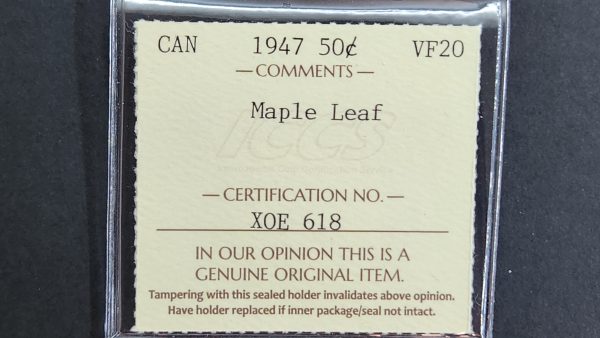 CAN 1947 50¢ VF20
— COMMENTS —
Maple Leaf
ICCS
— CERTIFICATION NO. —
XOE 618
IN OUR OPINION THIS IS A
GENUINE ORIGINAL ITEM.
Tampering with this sealed holder invalidates above opinion.
Have holder replaced if inner package/seal not intact.